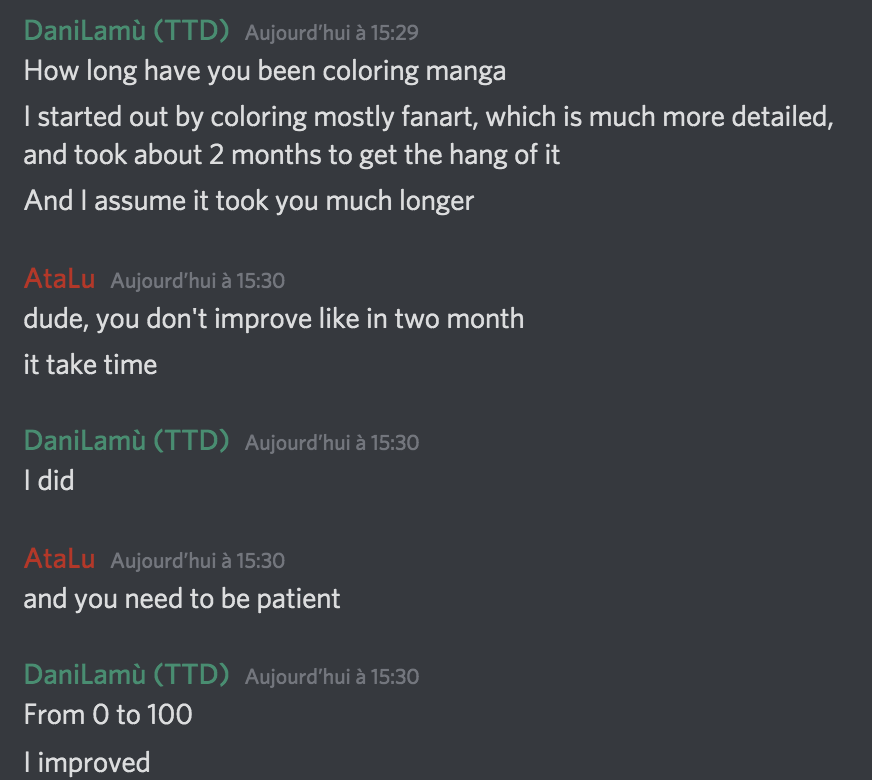 DaniLamù (TTD) Aujourd'hui à 15:29
How long have you been coloring manga
I started out by coloring mostly fanart, which is much more detailed,
and took about 2 months to get the hang of it
And I assume it took you much longer
AtaLu Aujourd'hui à 15:30
dude, you don't improve like in two month
it take time
DaniLamù (TTD) Aujourd'hui à 15:30
I did
AtaLu Aujourd'hui à 15:30
and you need to be patient
DaniLamù (TTD) Aujourd'hui à 15:30
From 0 to 100
I improved